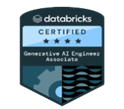 databricks
CERTIFIED
Generative AI Engineer
Associate